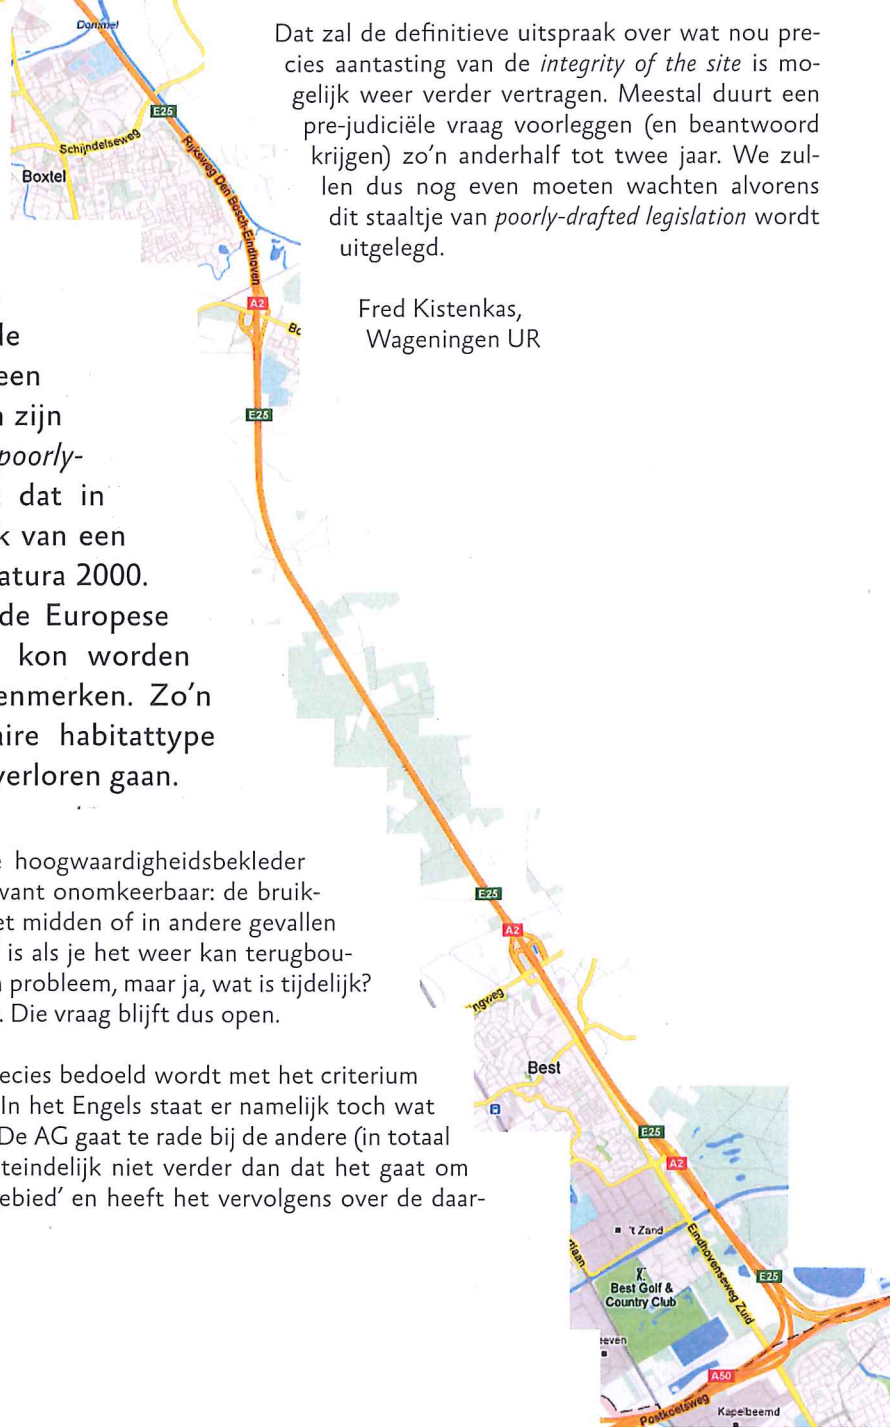 Dat zal de definitieve uitspraak over wat nou pre-
cies aantasting van de integrity of the site is mo-
gelijk weer verder vertragen. Meestal duurt een
pre-judiciële vraag voorleggen (en beantwoord
krijgen) zo'n anderhalf tot twee jaar. We zul-
len dus nog even moeten wachten alvorens
dit staaltje van poorly-drafted legislation wordt
uitgelegd.
Fred Kistenkas,
Wageningen UR
een
zijn
poorly-
dat in
van een
atura 2000.
de Europese
kon worden
enmerken. Zo'n
aire habitattype
verloren gaan.
hoogwaardigheidsbekleder
want onomkeerbaar: de bruik-
et midden of in andere gevallen
is als je het weer kan terugbou-
probleem, maar ja, wat is tijdelijk?
. Die vraag blijft dus open.
ecies bedoeld wordt met het criterium
In het Engels staat er namelijk toch wat
De AG gaat te rade bij de andere (in totaal
teindelijk niet verder dan dat het gaat om
ebied' en heeft het vervolgens over de daar-
Dommel
E25
Schijndelseweg
Boxtel
Rijksweg Den Bosch-Eindhoven
A2
E25
E25
A2
ngweg
Best
E25
A2
't Zand
Eindhovenseweg Zuid
E25
Best Golf &
Country Club
A50
Postkoetsweg
Kapelbeemd